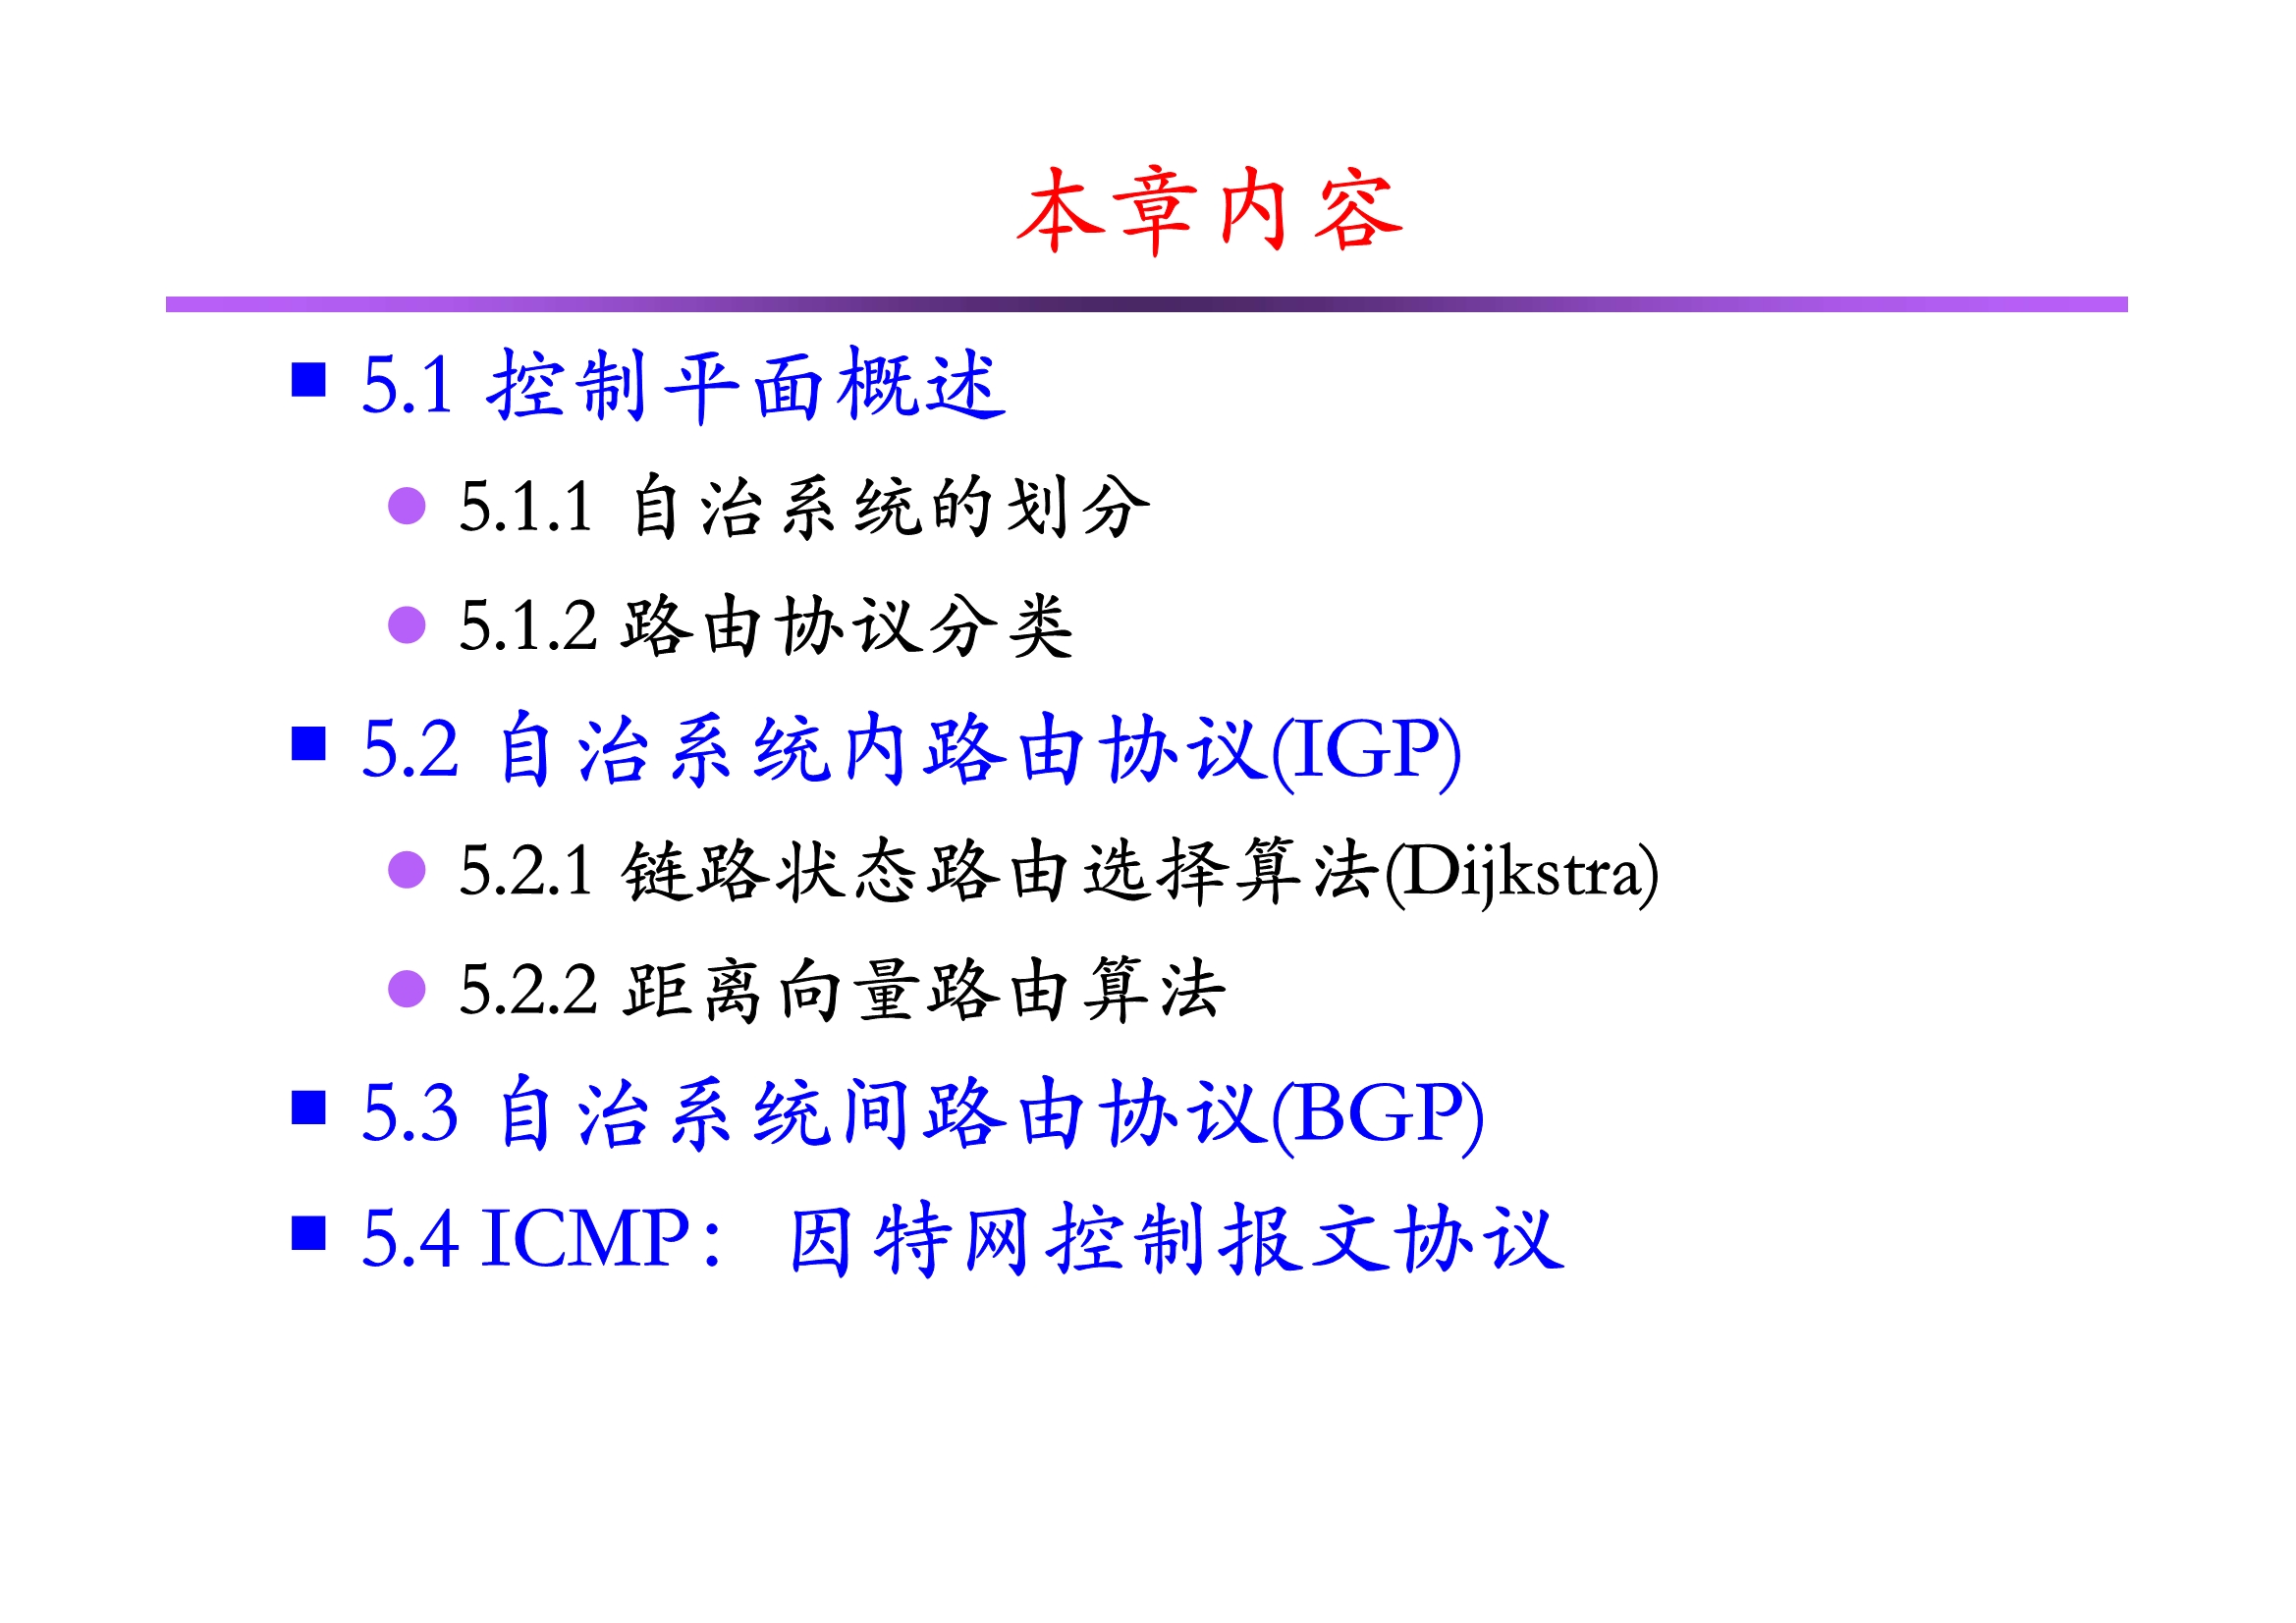 本章内容
5.1 控制平面概述
5.1.1 自治系统的划分
5.1.2 路由协议分类
5.2 自治系统内路由协议(IGP)
5.2.1 链路状态路由选择算法(Dijkstra)
5.2.2 距离向量路由算法
5.3 自治系统间路由协议(BGP)
5.4 ICMP： 因特网控制报文协议